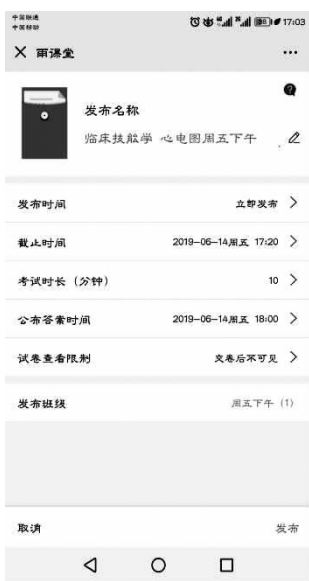 中国联通
中国移动
17:03
雨课堂
发布名称
临床技能学 心电图周五下午
发布时间 立即发布
截止时间 2019-06-14周五 17:20
考试时长（分钟） 10
公布答案时间 2019-06-14周五 18:00
试卷查看限制 交卷后不可见
发布班级 周五下午（1）
取消 发布